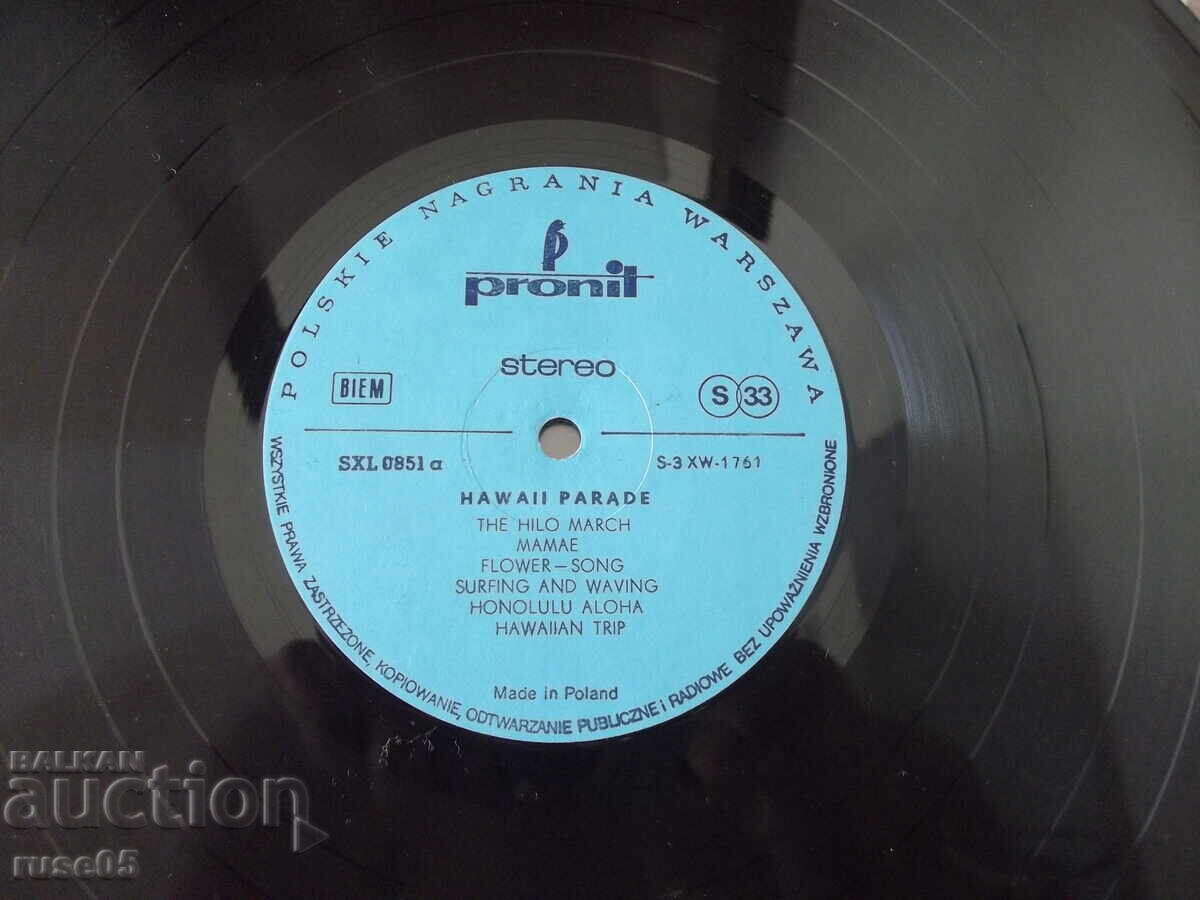 POLSKIE NAGRANIA WARSZAWA
pronit
stereo
BIEM
S 33
SXL 0851 a
S-3 XW-1761
HAWAII PARADE
THE HILO MARCH
MAMAE
FLOWER – SONG
SURFING AND WAVING
HONOLULU ALOHA
HAWAIIAN TRIP
Made in Poland
WSZYSTKIE PRAWA ZASTRZEŻONE, KOPIOWANIE, ODTWARZANIE PUBLICZNE i RADIOWE BEZ UPOWAŻNIENIA WZBRONIONE
BALKAN
auction
ruse05